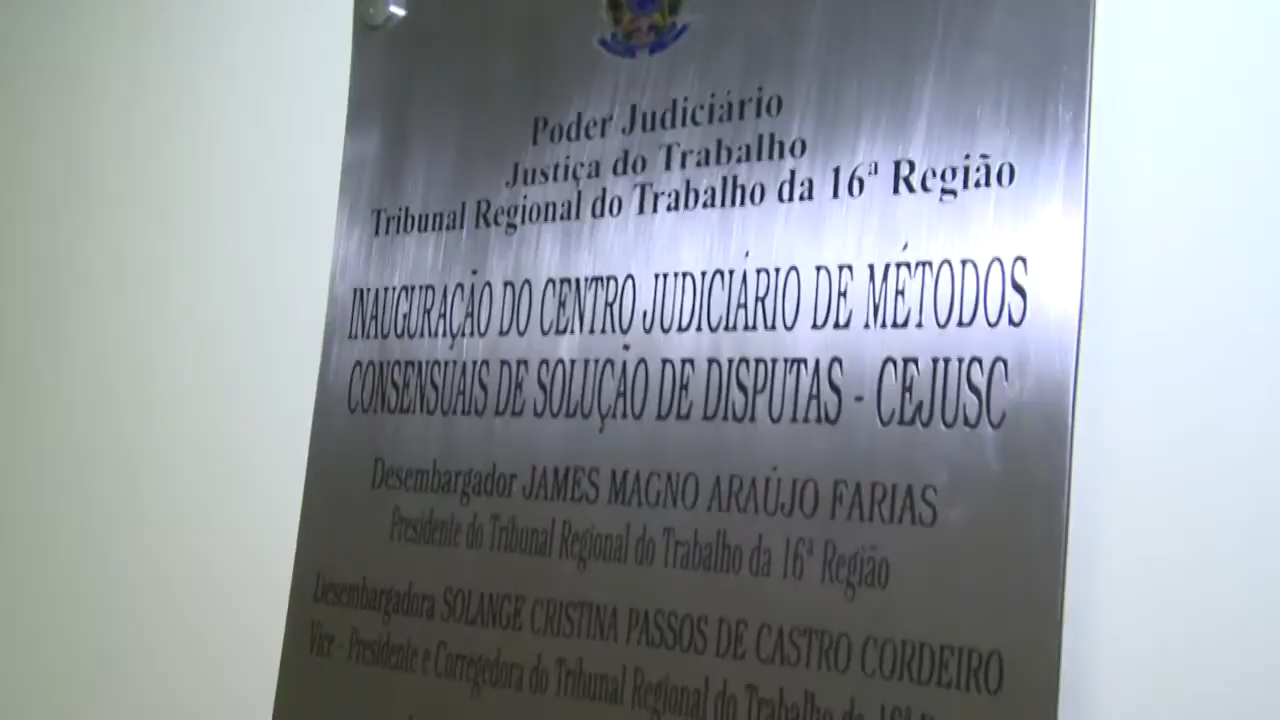 Poder Judiciário
Justiça do Trabalho
Tribunal Regional do Trabalho da 16ª Região
INAUGURAÇÃO DO CENTRO JUDICIÁRIO DE MÉTODOS
CONSENSUAIS DE SOLUÇÃO DE DISPUTAS - CEJUSC
Desembargador JAMES MAGNO ARAÚJO FARIAS
Presidente do Tribunal Regional do Trabalho da 16ª Região
Desembargadora SOLANGE CRISTINA PASSOS DE CASTRO CORDEIRO
Vice - Presidente e Corregedora do Tribunal Regional do Trabalho da 16ª